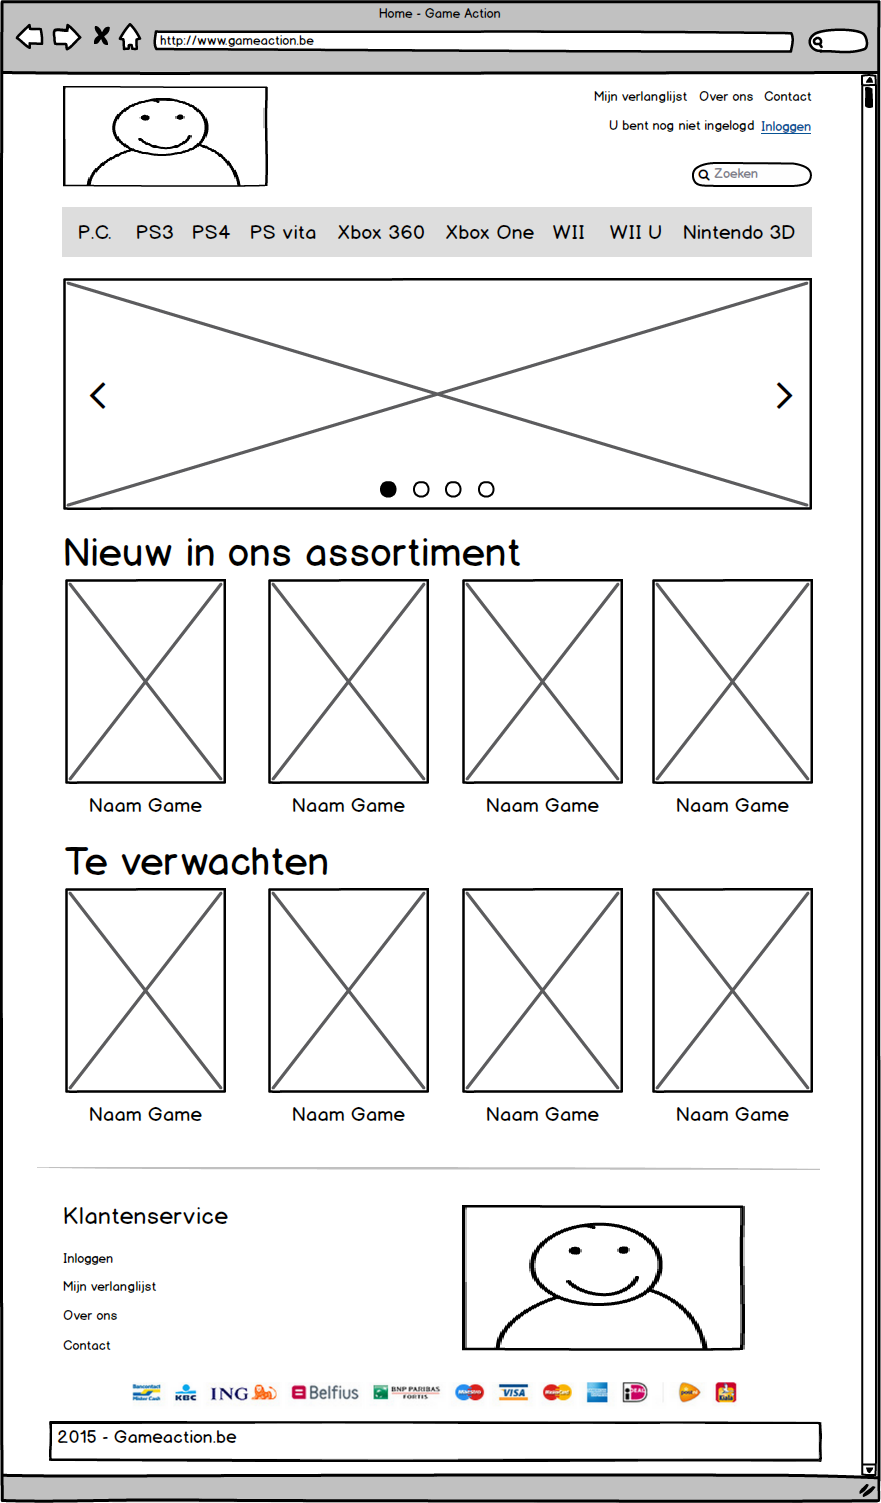 Home - Game Action
http://www.gameaction.be
Mijn verlanglijst Over ons Contact
U bent nog niet ingelogd Inloggen
Zoeken
P.C. PS3 PS4 PS vita Xbox 360 Xbox One WII WII U Nintendo 3D
Nieuw in ons assortiment
Naam Game Naam Game Naam Game Naam Game
Te verwachten
Naam Game Naam Game Naam Game Naam Game
Klantenservice
Inloggen
Mijn verlanglijst
Over ons
Contact
Bancontact Mister Cash KBC ING Belfius BNP PARIBAS FORTIS Maestro VISA MasterCard iDEAL Kiala
2015 - Gameaction.be